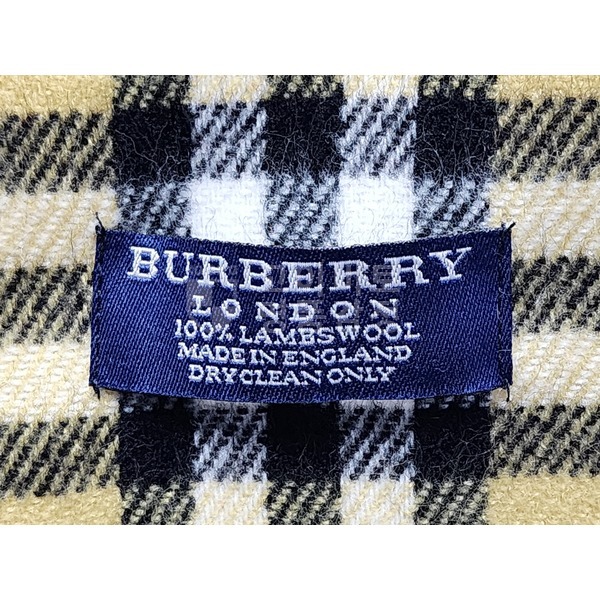 BURBERRY
LONDON
100% LAMBSWOOL
MADE IN ENGLAND
DRY CLEAN ONLY